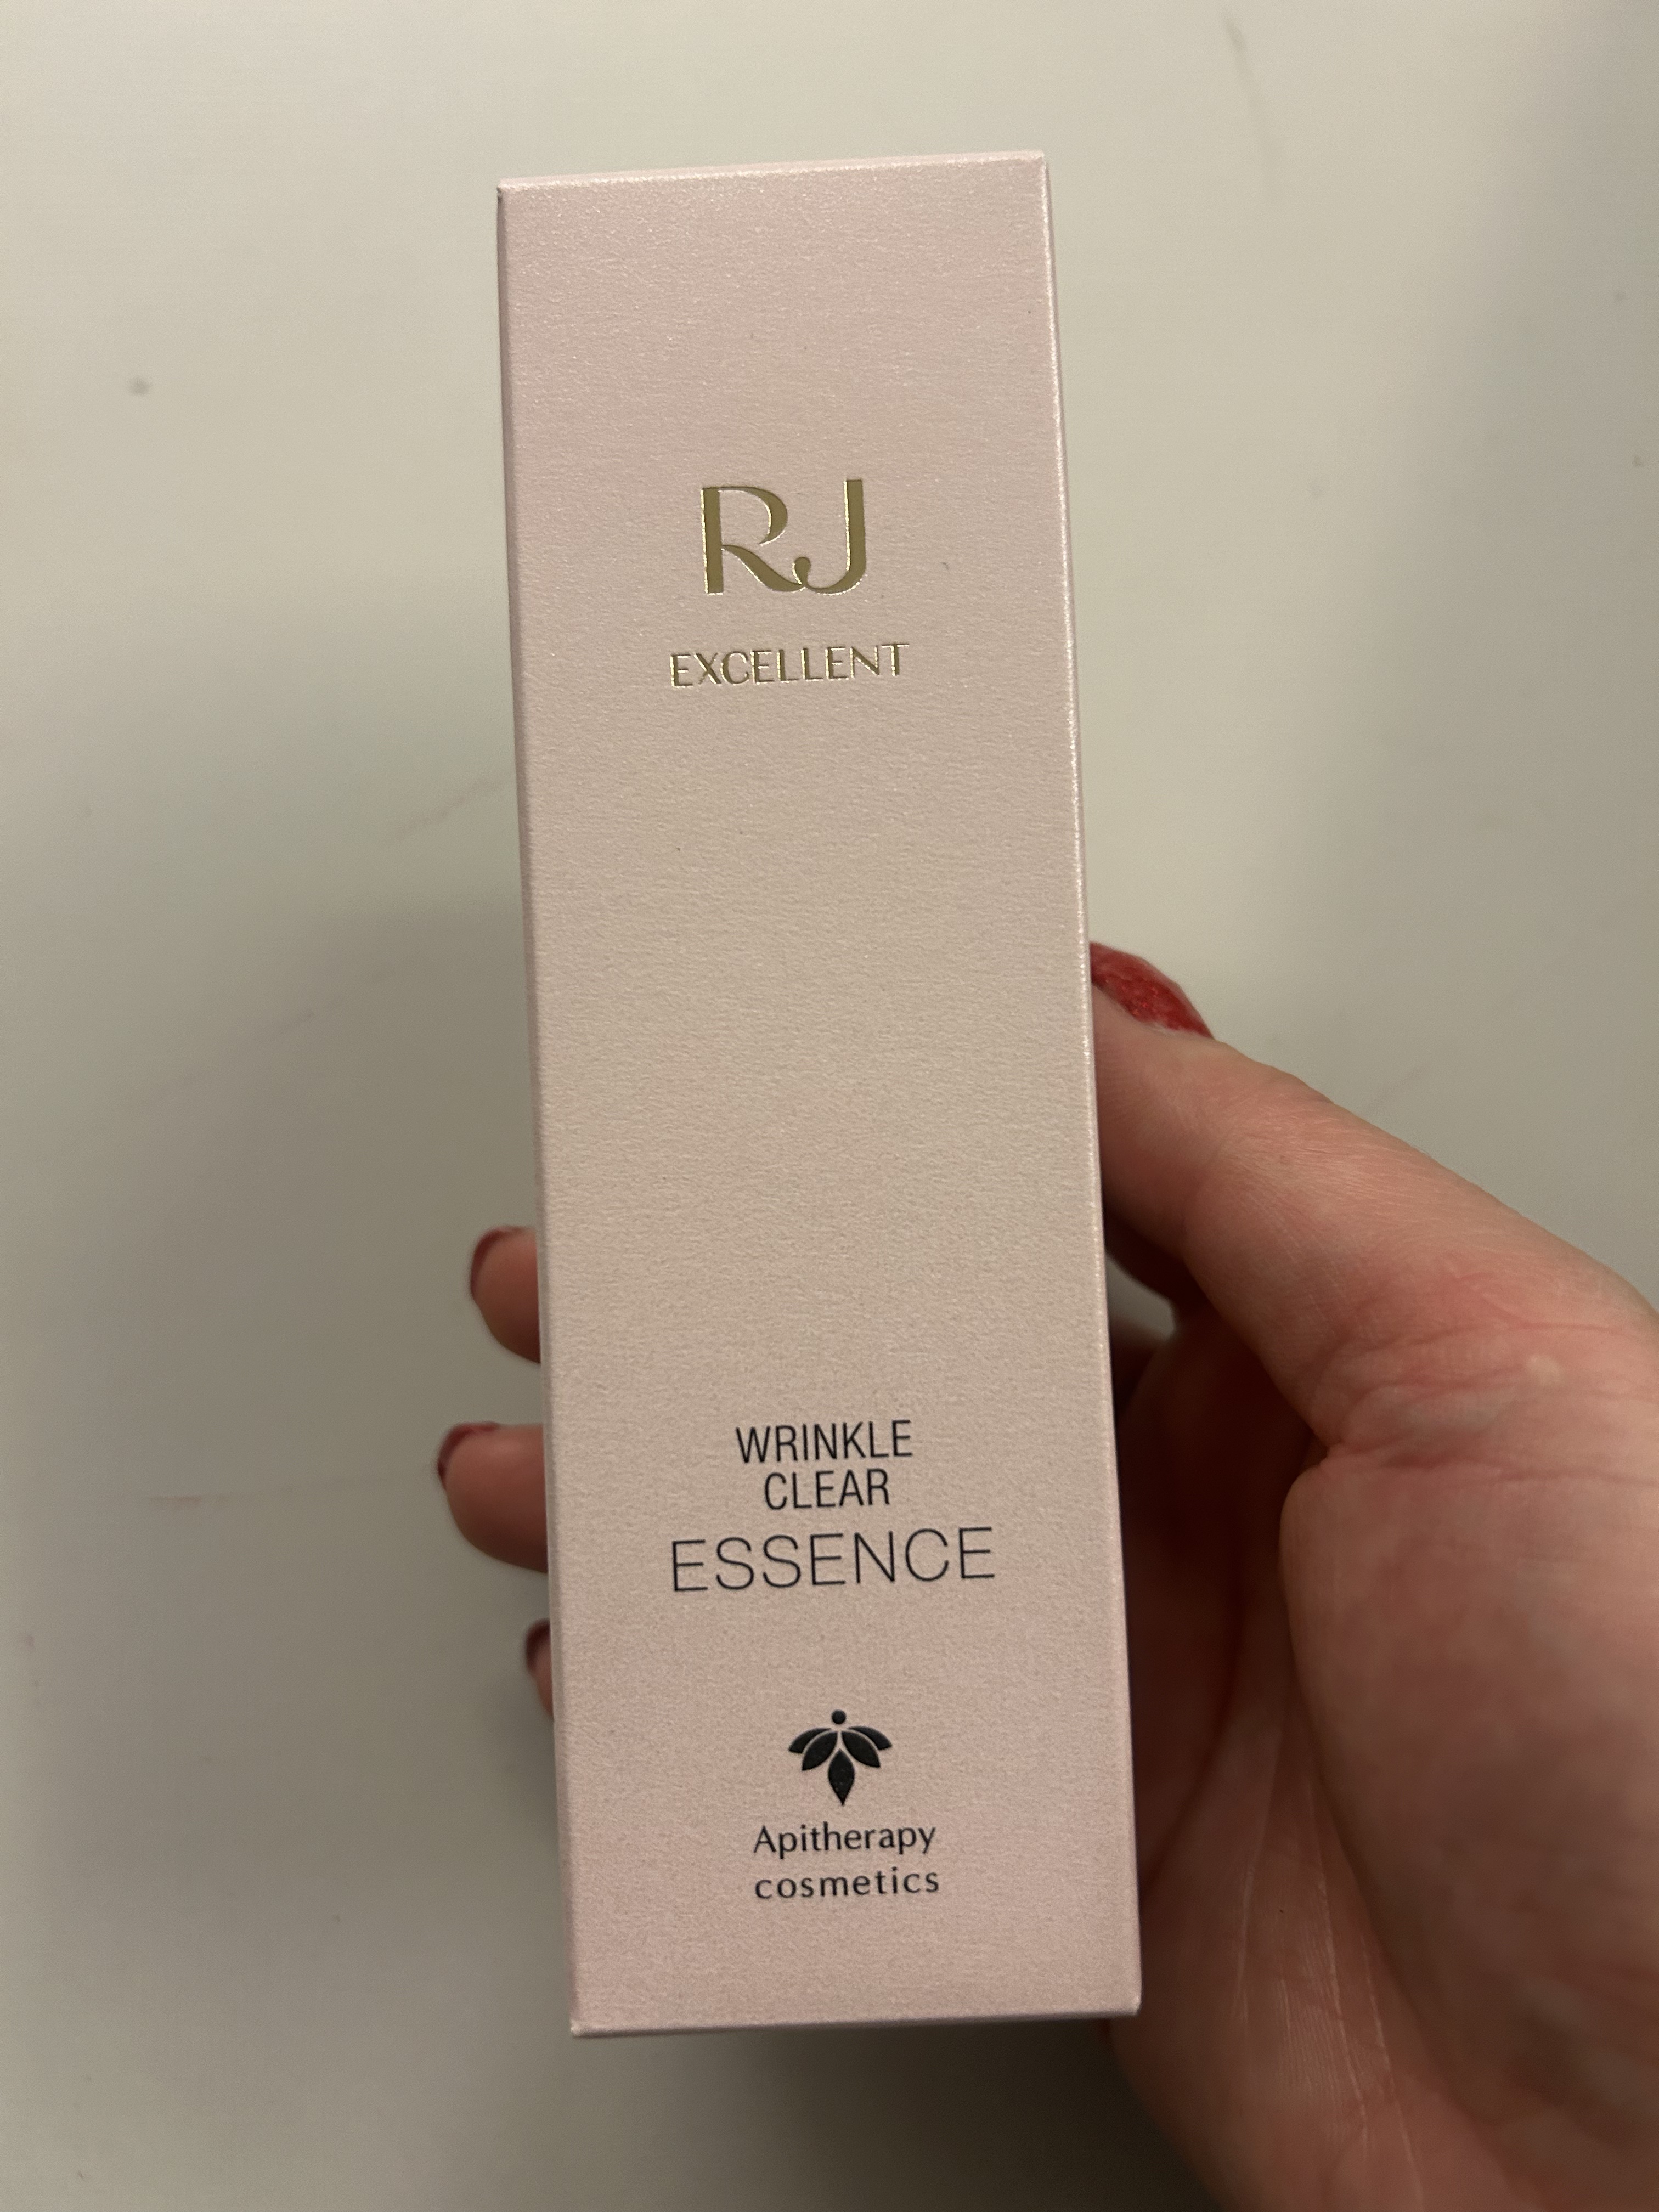 RJ
EXCELLENT
WRINKLE
CLEAR
ESSENCE
Apitherapy
cosmetics